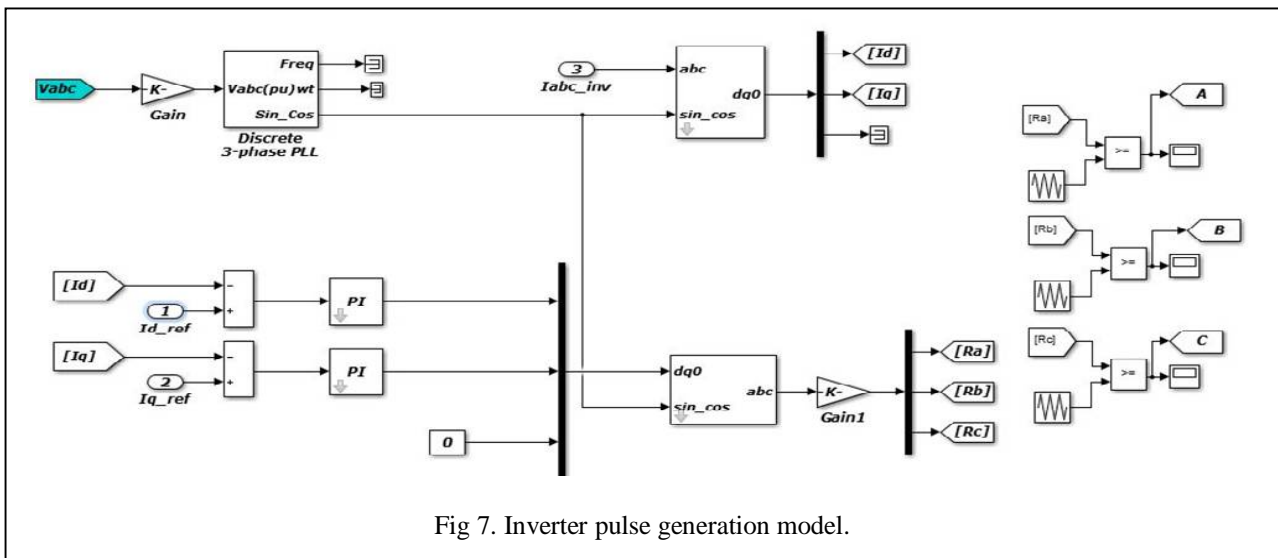 Vabc
-K-
Gain
Freq
Vabc(pu)wt
Sin_Cos
Discrete
3-phase PLL
3
Iabc_inv
abc
dq0
sin_cos
[Id]
[Iq]
[Id]
1
Id_ref
-
+
PI
[Iq]
2
Iq_ref
-
+
PI
0
dq0
abc
sin_cos
-K-
Gain1
[Ra]
[Rb]
[Rc]
[Ra]
>=
A
[Rb]
>=
B
[Rc]
>=
C
Fig 7. Inverter pulse generation model.